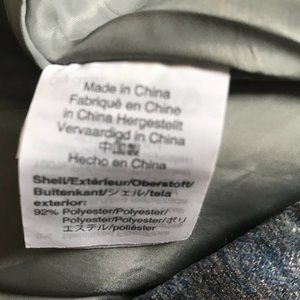 Made in China
Fabriqué en Chine
in China Hergestellt
Vervaardigd in China
中国製
Hecho en China
Shell/Extérieur/Oberstoff/
Buitenkant/シェル/tela
exterior:
92% Polyester/Polyester/
Polyester/Polyester/ポリ
エステル/poliéster